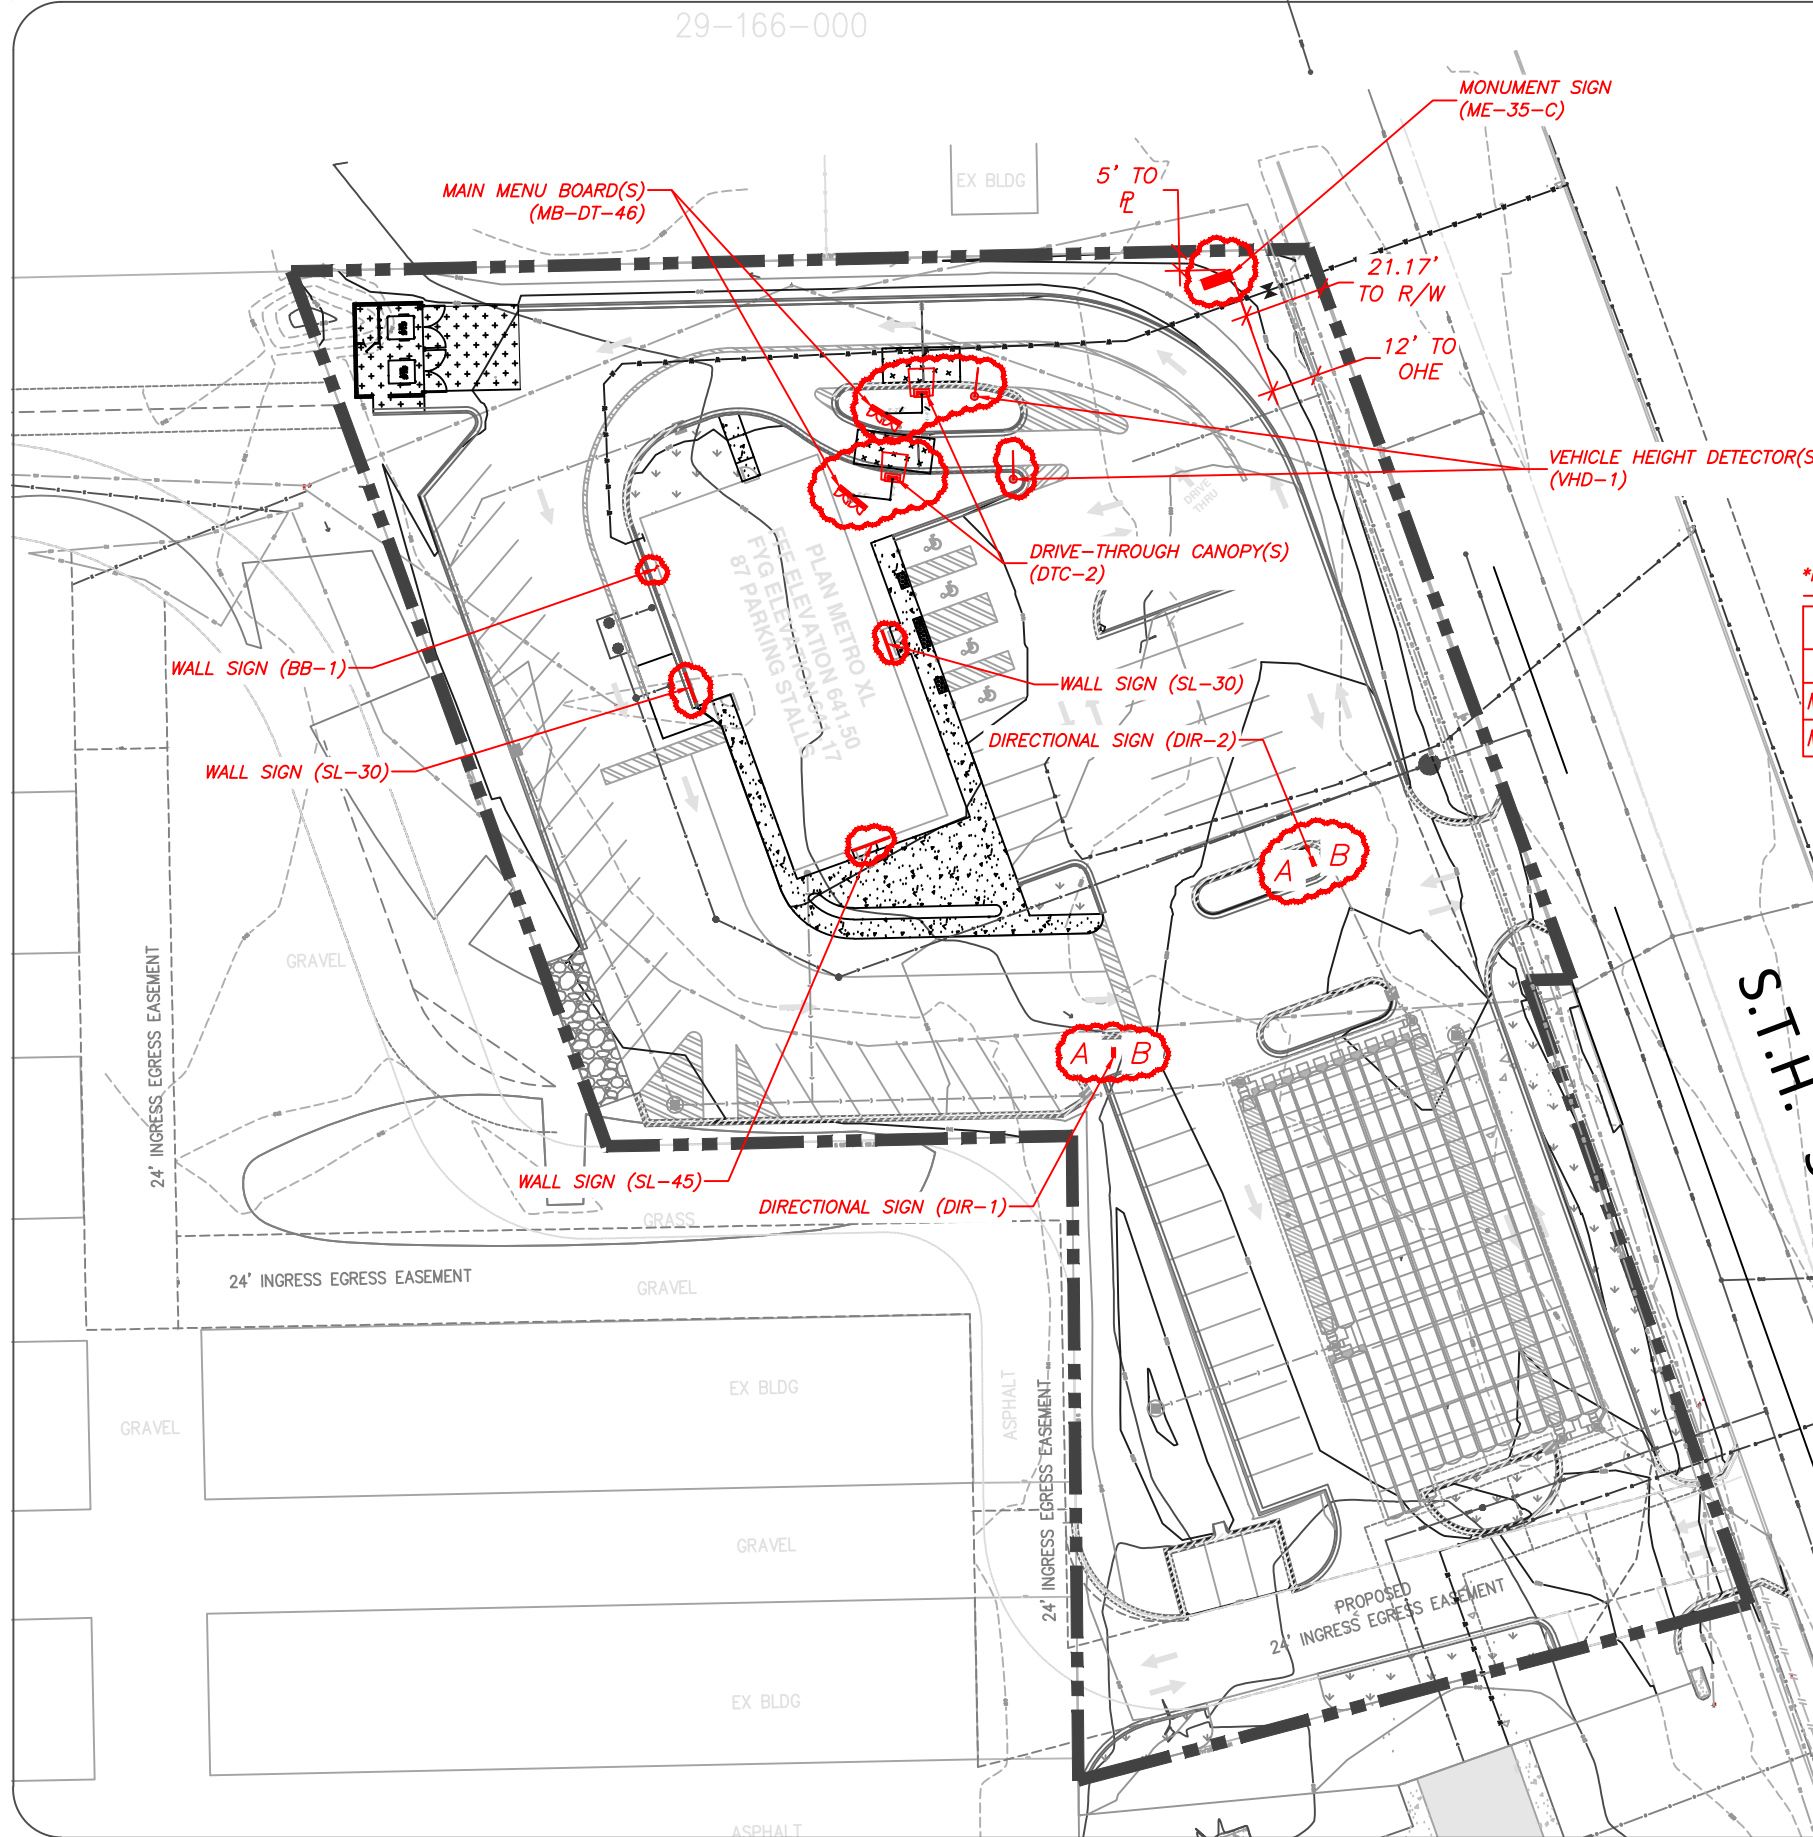 29-166-000
MONUMENT SIGN
(ME-35-C)
MAIN MENU BOARD(S)
(MB-DT-46)
EX BLDG
5' TO
PL
21.17'
TO R/W
12' TO
OHE
VEHICLE HEIGHT DETECTOR(S
(VHD-1)
DRIVE
THRU
DRIVE-THROUGH CANOPY(S)
(DTC-2)
PLAN METRO XL
FFE ELEVATION 641.50
FYG ELEVATION 641.17
87 PARKING STALLS
WALL SIGN (BB-1)
WALL SIGN (SL-30)
WALL SIGN (SL-30)
DIRECTIONAL SIGN (DIR-2)
A B
GRAVEL
24' INGRESS EGRESS EASEMENT
S.T.H.
A B
WALL SIGN (SL-45)
DIRECTIONAL SIGN (DIR-1)
GRASS
24' INGRESS EGRESS EASEMENT
GRAVEL
EX BLDG
ASPHALT
24' INGRESS EGRESS EASEMENT
GRAVEL
GRAVEL
PROPOSED
24' INGRESS EGRESS EASEMENT
EX BLDG
ASPHALT